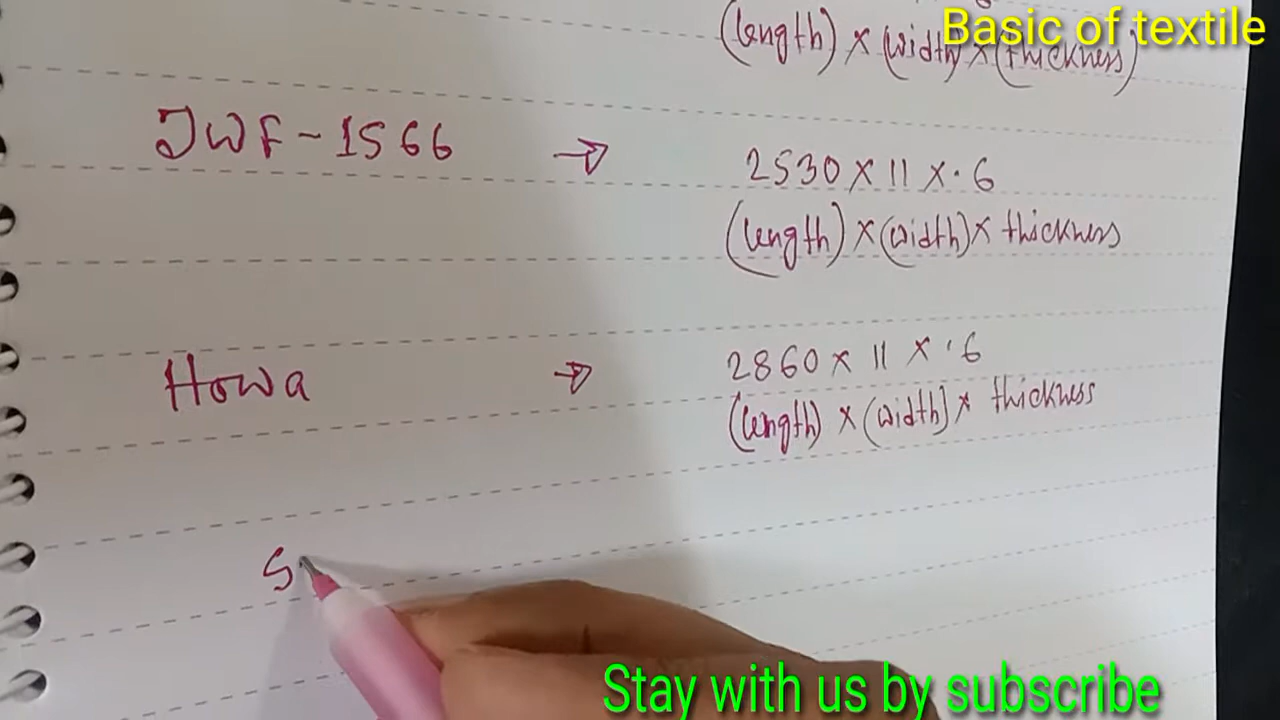 Basic of textile
(length) × (width) × (thickness)
JWF-1566 → 2530 × 11 × .6
(length) × (width) × thickness
Howa → 2860 × 11 × .6
(length) × (width) × thickness
S
Stay with us by subscribe